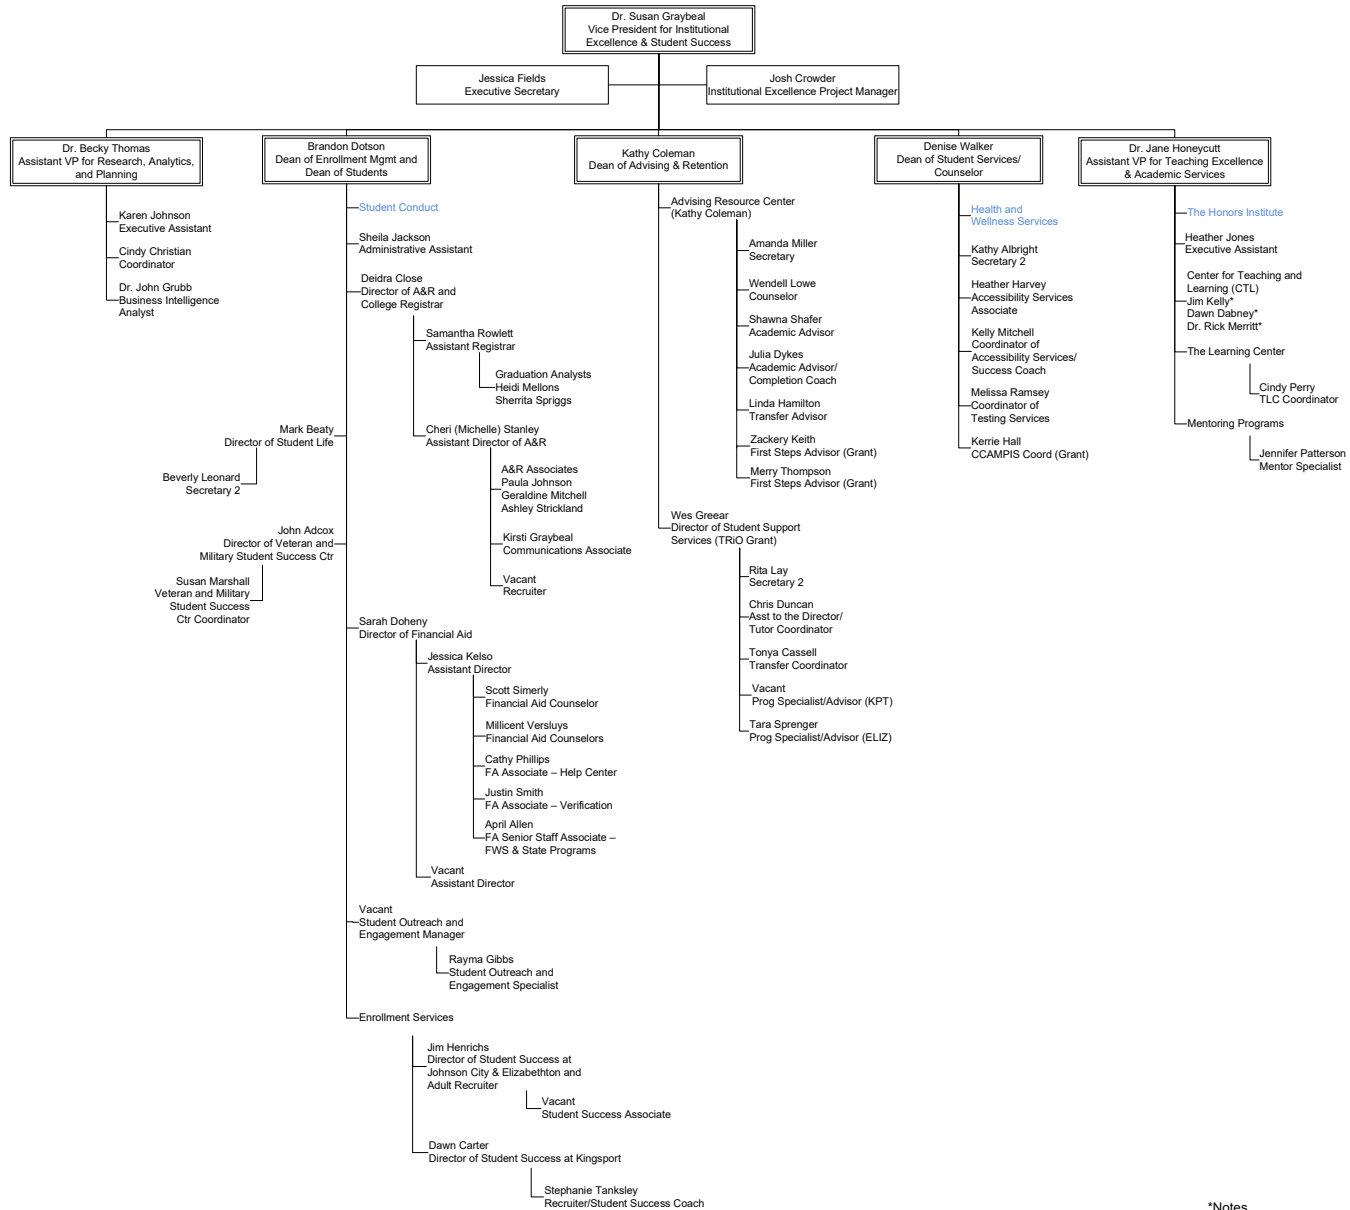 Dr. Susan Graybeal
Vice President for Institutional
Excellence & Student Success
Jessica Fields
Executive Secretary
Josh Crowder
Institutional Excellence Project Manager
Dr. Becky Thomas
Assistant VP for Research, Analytics,
and Planning
Karen Johnson
Executive Assistant
Cindy Christian
Coordinator
Dr. John Grubb
Business Intelligence
Analyst
Brandon Dotson
Dean of Enrollment Mgmt and
Dean of Students
Student Conduct
Sheila Jackson
Administrative Assistant
Deidra Close
Director of A&R and
College Registrar
Samantha Rowlett
Assistant Registrar
Graduation Analysts
Heidi Mellons
Sherrita Spriggs
Cheri (Michelle) Stanley
Assistant Director of A&R
A&R Associates
Paula Johnson
Geraldine Mitchell
Ashley Strickland
Kirsti Graybeal
Communications Associate
Vacant
Recruiter
Mark Beaty
Director of Student Life
Beverly Leonard
Secretary 2
John Adcox
Director of Veteran and
Military Student Success Ctr
Susan Marshall
Veteran and Military
Student Success
Ctr Coordinator
Sarah Doheny
Director of Financial Aid
Jessica Kelso
Assistant Director
Scott Simerly
Financial Aid Counselor
Millicent Versluys
Financial Aid Counselors
Cathy Phillips
FA Associate – Help Center
Justin Smith
FA Associate – Verification
April Allen
FA Senior Staff Associate –
FWS & State Programs
Vacant
Assistant Director
Vacant
Student Outreach and
Engagement Manager
Rayma Gibbs
Student Outreach and
Engagement Specialist
Enrollment Services
Jim Henrichs
Director of Student Success at
Johnson City & Elizabethton and
Adult Recruiter
Vacant
Student Success Associate
Dawn Carter
Director of Student Success at Kingsport
Stephanie Tanksley
Recruiter/Student Success Coach
Kathy Coleman
Dean of Advising & Retention
Advising Resource Center
(Kathy Coleman)
Amanda Miller
Secretary
Wendell Lowe
Counselor
Shawna Shafer
Academic Advisor
Julia Dykes
Academic Advisor/
Completion Coach
Linda Hamilton
Transfer Advisor
Zackery Keith
First Steps Advisor (Grant)
Merry Thompson
First Steps Advisor (Grant)
Wes Greear
Director of Student Support
Services (TRiO Grant)
Rita Lay
Secretary 2
Chris Duncan
Asst to the Director/
Tutor Coordinator
Tonya Cassell
Transfer Coordinator
Vacant
Prog Specialist/Advisor (KPT)
Tara Sprenger
Prog Specialist/Advisor (ELIZ)
Denise Walker
Dean of Student Services/
Counselor
Health and
Wellness Services
Kathy Albright
Secretary 2
Heather Harvey
Accessibility Services
Associate
Kelly Mitchell
Coordinator of
Accessibility Services/
Success Coach
Melissa Ramsey
Coordinator of
Testing Services
Kerrie Hall
CCAMPIS Coord (Grant)
Dr. Jane Honeycutt
Assistant VP for Teaching Excellence
& Academic Services
The Honors Institute
Heather Jones
Executive Assistant
Center for Teaching and
Learning (CTL)
Jim Kelly*
Dawn Dabney*
Dr. Rick Merritt*
The Learning Center
Cindy Perry
TLC Coordinator
Mentoring Programs
Jennifer Patterson
Mentor Specialist
*Notes